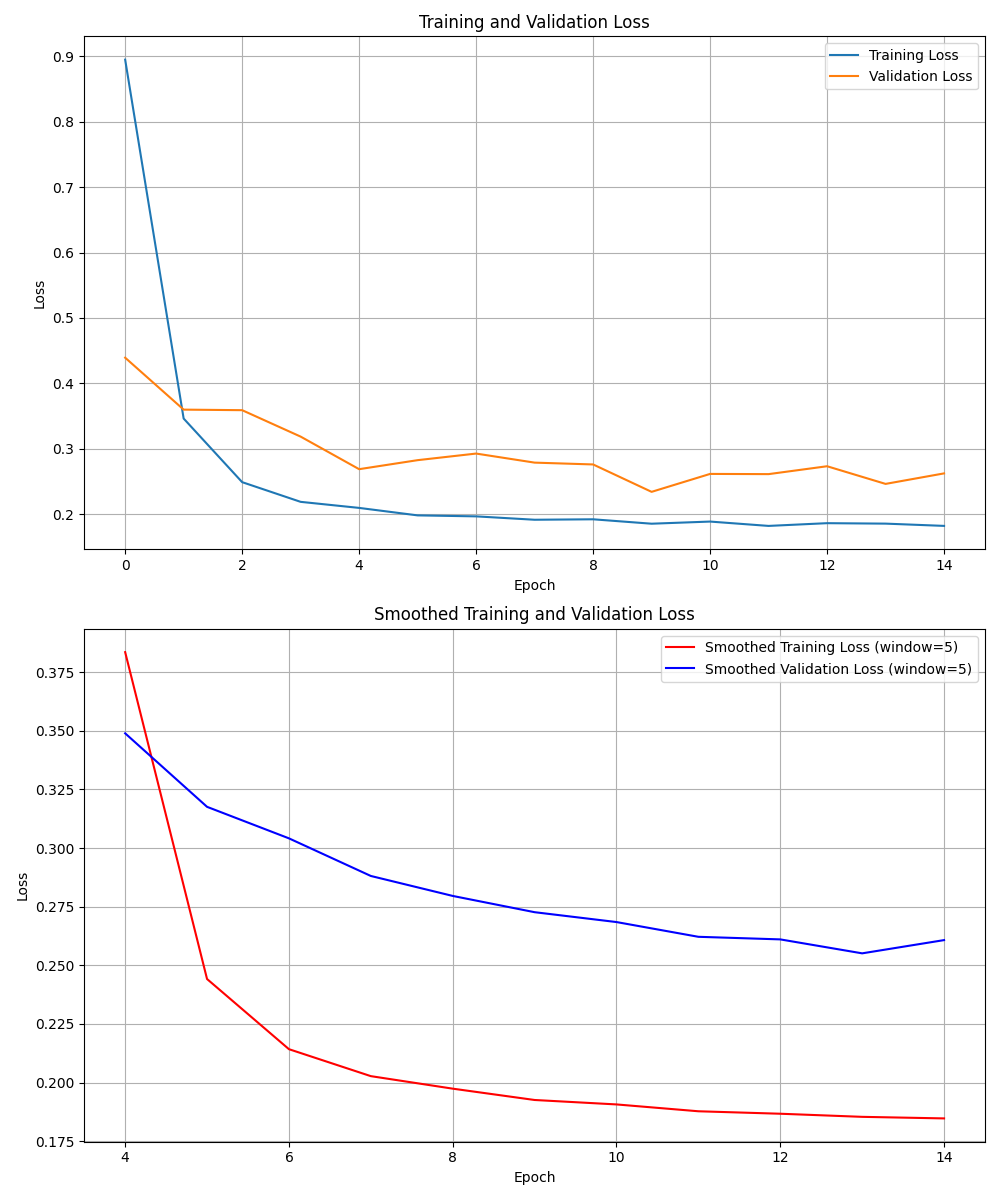 Training and Validation Loss
Training Loss
Validation Loss
0.9
0.8
0.7
0.6
0.5
0.4
0.3
0.2
Loss
0 2 4 6 8 10 12 14
Epoch
Smoothed Training and Validation Loss
Smoothed Training Loss (window=5)
Smoothed Validation Loss (window=5)
0.375
0.350
0.325
0.300
0.275
0.250
0.225
0.200
0.175
Loss
4 6 8 10 12 14
Epoch